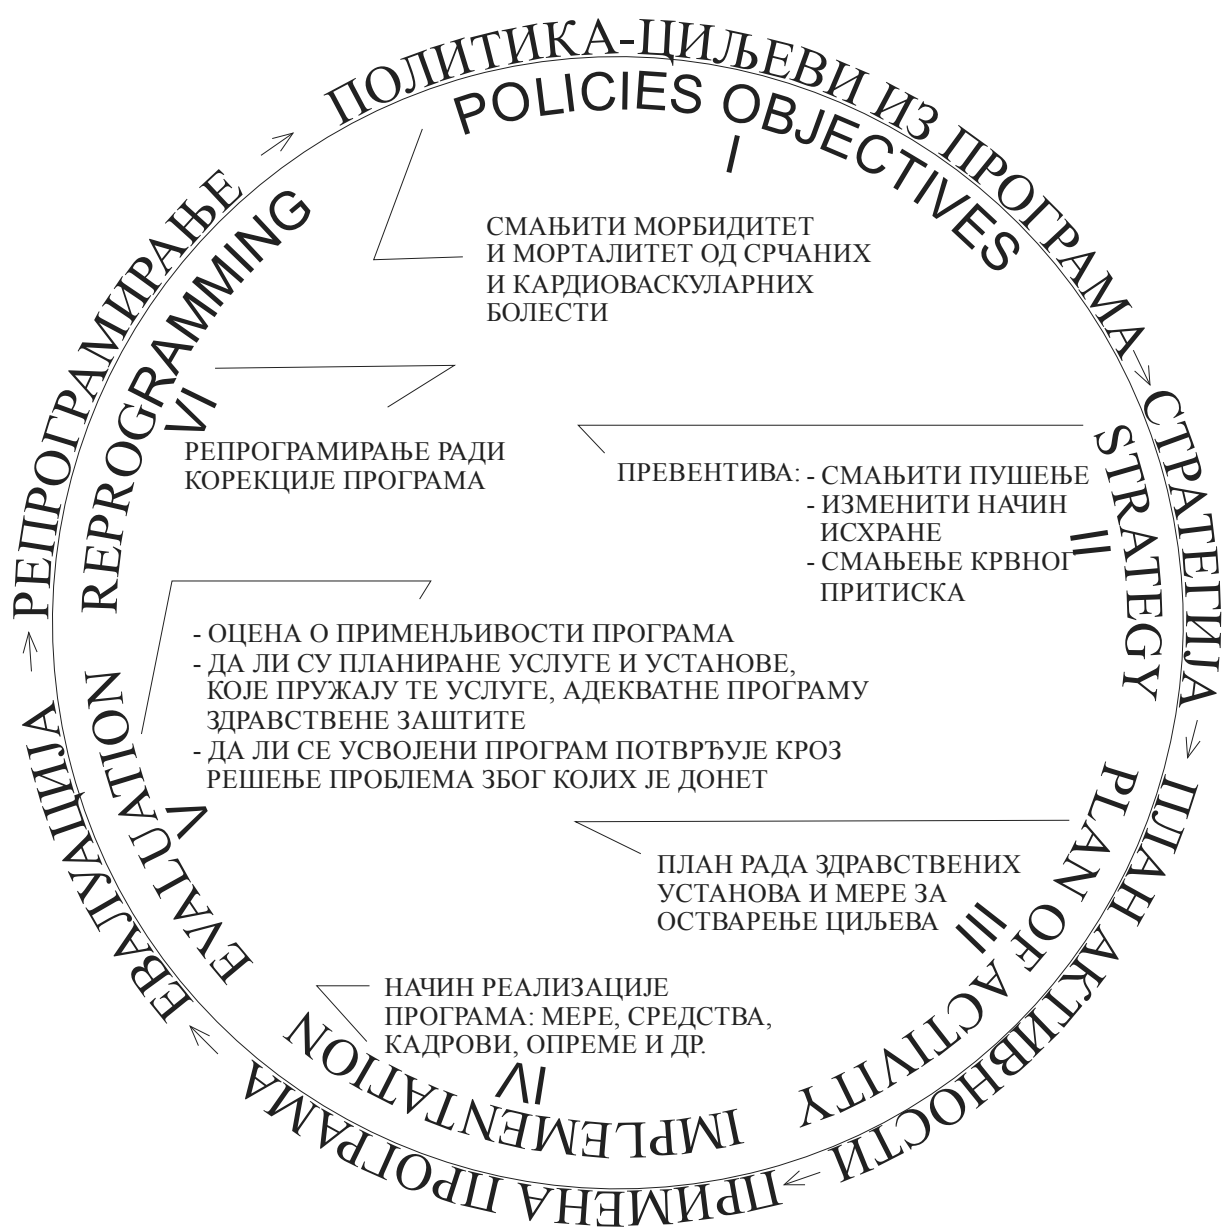 ПОЛИТИКА-ЦИЉЕВИ ИЗ ПРОГРАМА
POLICIES OBJECTIVES
I
СМАЊИТИ МОРБИДИТЕТ
И МОРТАЛИТЕТ ОД СРЧАНИХ
И КАРДИОВАСКУЛАРНИХ
БОЛЕСТИ
СТРАТЕГИЈА
STRATEGY
II
ПРЕВЕНТИВА: - СМАЊИТИ ПУШЕЊЕ
- ИЗМЕНИТИ НАЧИН
ИСХРАНЕ
- СМАЊЕЊЕ КРВНОГ
ПРИТИСКА
ПЛАН АКТИВНОСТИ
PLAN OF ACTIVITY
III
ПЛАН РАДА ЗДРАВСТВЕНИХ
УСТАНОВА И МЕРЕ ЗА
ОСТВАРЕЊЕ ЦИЉЕВА
ПРИМЕНА ПРОГРАМА
IMPLEMENTATION
IV
НАЧИН РЕАЛИЗАЦИЈЕ
ПРОГРАМА: МЕРЕ, СРЕДСТВА,
КАДРОВИ, ОПРЕМЕ И ДР.
ЕВАЛУАЦИЈА
EVALUATION
V
- ОЦЕНА О ПРИМЕНЉИВОСТИ ПРОГРАМА
- ДА ЛИ СУ ПЛАНИРАНЕ УСЛУГЕ И УСТАНОВЕ,
КОЈЕ ПРУЖАЈУ ТЕ УСЛУГЕ, АДЕКВАТНЕ ПРОГРАМУ
ЗДРАВСТВЕНЕ ЗАШТИТЕ
- ДА ЛИ СЕ УСВОЈЕНИ ПРОГРАМ ПОТВРЂУЈЕ КРОЗ
РЕШЕЊЕ ПРОБЛЕМА ЗБОГ КОЈИХ ЈЕ ДОНЕТ
РЕПРОГРАМИРАЊЕ
REPROGRAMMING
VI
РЕПРОГРАМИРАЊЕ РАДИ
КОРЕКЦИЈЕ ПРОГРАМА